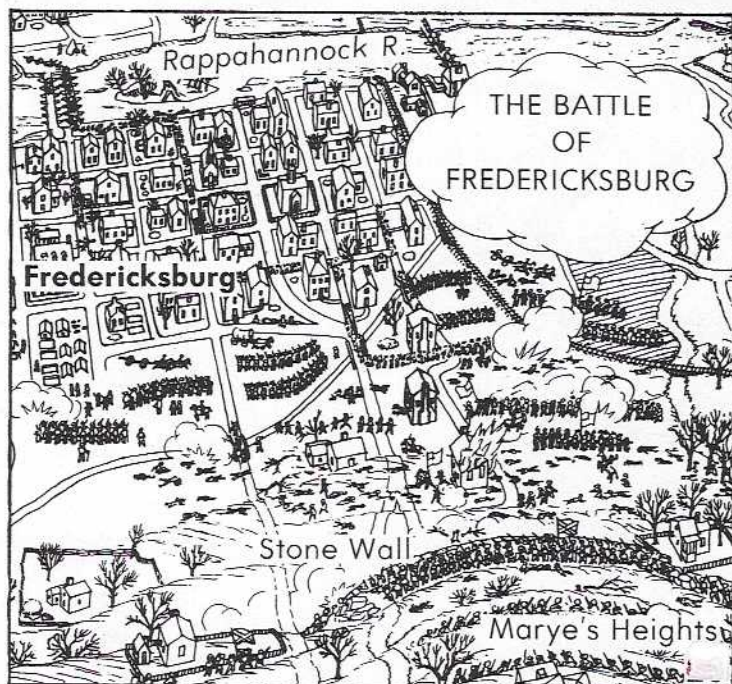 Rappahannock R.
THE BATTLE
OF
FREDERICKSBURG
Fredericksburg
Stone Wall
Marye's Heights